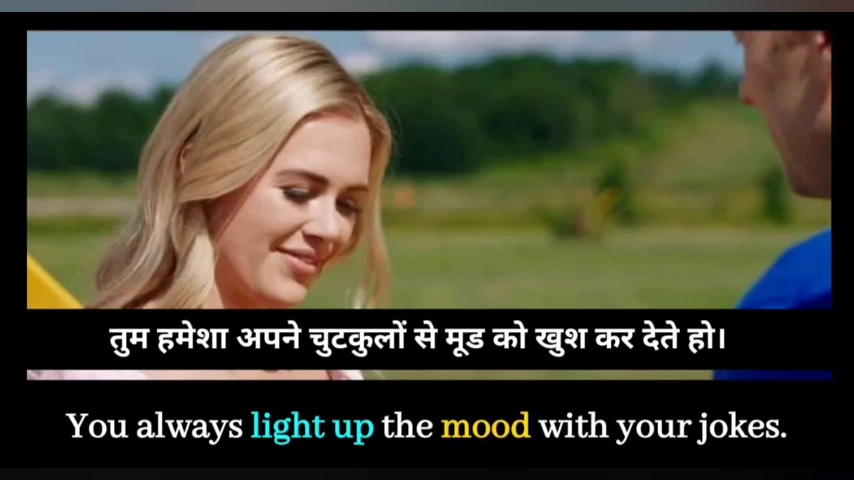 तुम हमेशा अपने चुटकुलों से मूड को खुश कर देते हो।
You always light up the mood with your jokes.